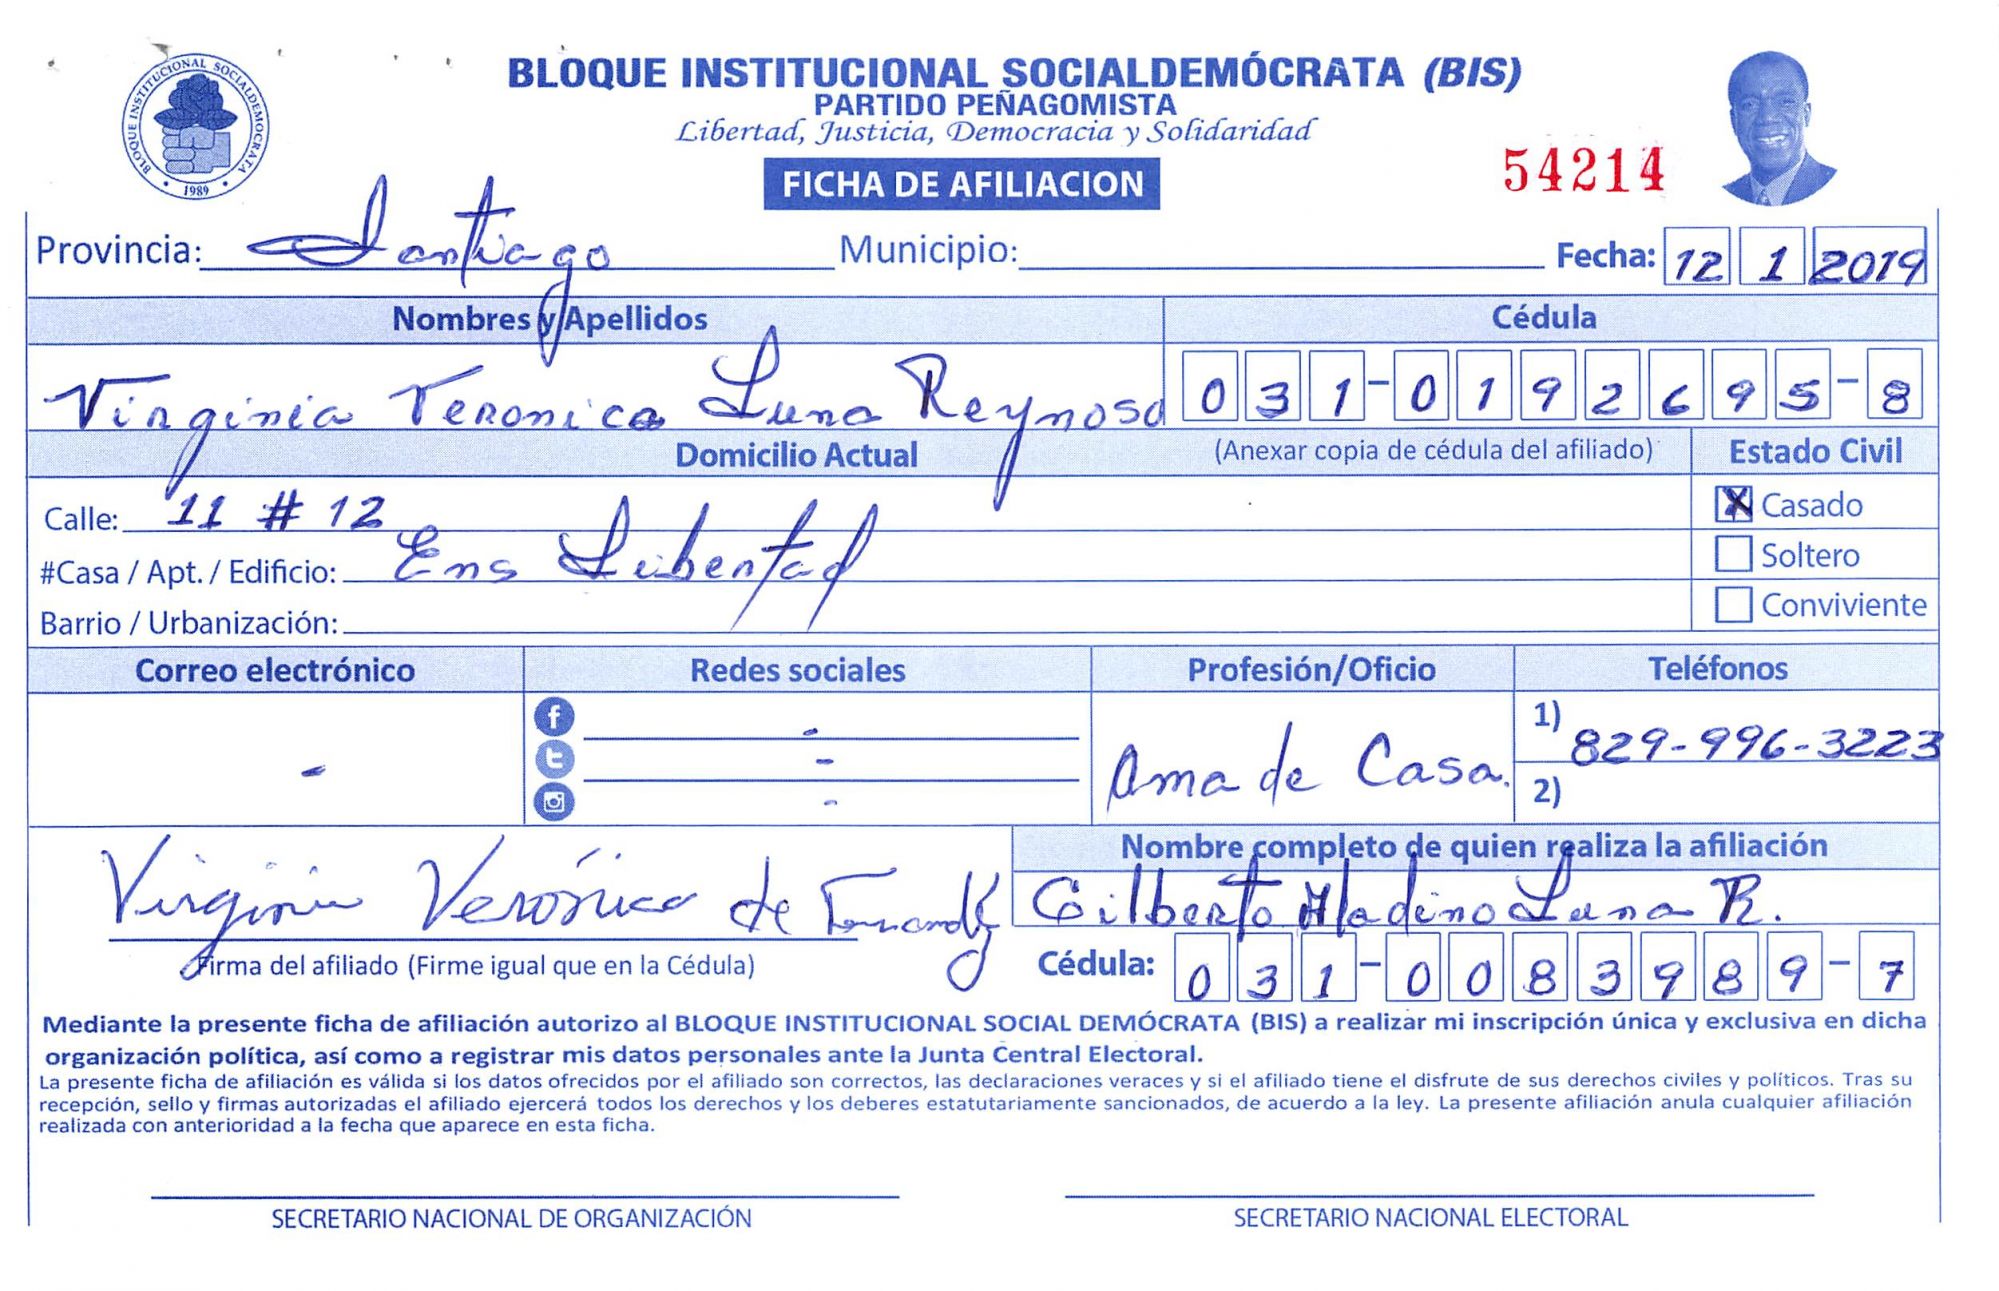 BLOQUE INSTITUCIONAL SOCIALDEMOCRATA
1989
BLOQUE INSTITUCIONAL SOCIALDEMÓCRATA (BIS)
PARTIDO PEÑAGOMISTA
Libertad, Justicia, Democracia y Solidaridad
FICHA DE AFILIACION
54214
Provincia: Santiago Municipio: Fecha: 12 1 2019
Nombres y Apellidos Cédula
Virginia Veronica Luna Reynoso 031-0192695-8
Domicilio Actual (Anexar copia de cédula del afiliado) Estado Civil
Calle: 11 # 12 X Casado
#Casa / Apt. / Edificio: Ens Libertad Soltero
Barrio / Urbanización: Conviviente
Correo electrónico Redes sociales Profesión/Oficio Teléfonos
- - - - Ama de Casa. 1) 829-996-3223
2)
Nombre completo de quien realiza la afiliación
Virginia Verónica de Fernandez Gilberto Aladino Luna R.
Firma del afiliado (Firme igual que en la Cédula) Cédula: 031-0083989-7
Mediante la presente ficha de afiliación autorizo al BLOQUE INSTITUCIONAL SOCIAL DEMÓCRATA (BIS) a realizar mi inscripción única y exclusiva en dicha
organización política, así como a registrar mis datos personales ante la Junta Central Electoral.
La presente ficha de afiliación es válida si los datos ofrecidos por el afiliado son correctos, las declaraciones veraces y si el afiliado tiene el disfrute de sus derechos civiles y políticos. Tras su
recepción, sello y firmas autorizadas el afiliado ejercerá todos los derechos y los deberes estatutariamente sancionados, de acuerdo a la ley. La presente afiliación anula cualquier afiliación
realizada con anterioridad a la fecha que aparece en esta ficha.
SECRETARIO NACIONAL DE ORGANIZACIÓN SECRETARIO NACIONAL ELECTORAL